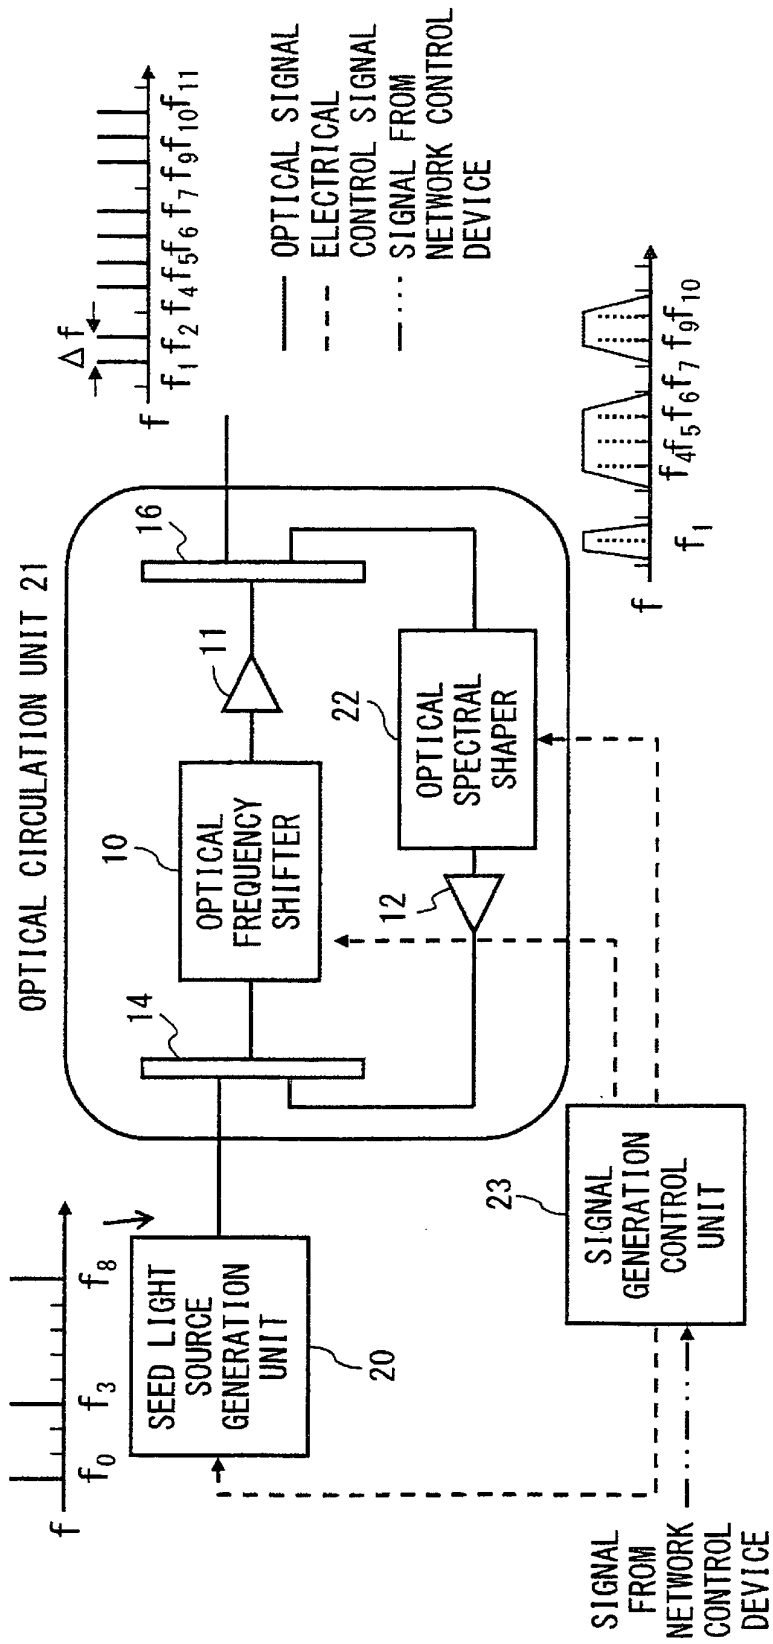 OPTICAL CIRCULATION UNIT 21
f
f0 f3 f8
SEED LIGHT
SOURCE
GENERATION
UNIT
20
14
10
OPTICAL
FREQUENCY
SHIFTER
11
16
12
22
OPTICAL
SPECTRAL
SHAPER
Δf
f
f1 f2 f4 f5 f6 f7 f9 f10 f11
OPTICAL SIGNAL
ELECTRICAL
CONTROL SIGNAL
SIGNAL FROM
NETWORK CONTROL
DEVICE
f
f1 f4 f5 f6 f7 f9 f10
23
SIGNAL
GENERATION
CONTROL
UNIT
SIGNAL
FROM
NETWORK
CONTROL
DEVICE